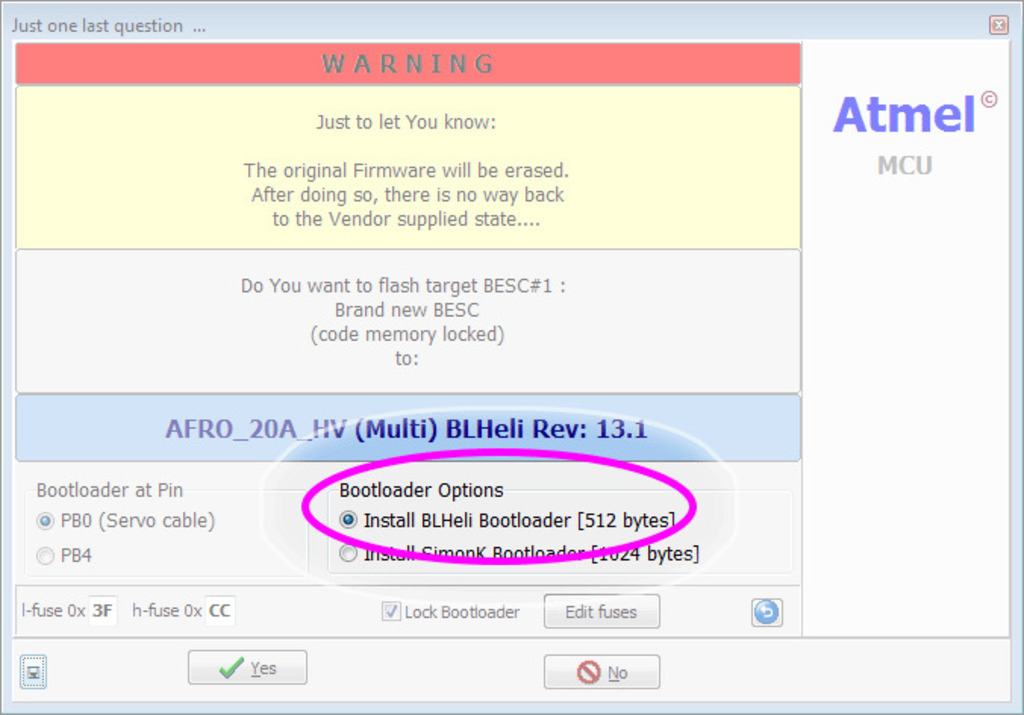 Just one last question ...
WARNING
Just to let You know:
The original Firmware will be erased.
After doing so, there is no way back
to the Vendor supplied state....
Do You want to flash target BESC#1 :
Brand new BESC
(code memory locked)
to:
AFRO_20A_HV (Multi) BLHeli Rev: 13.1
Atmel©
MCU
Bootloader at Pin
PB0 (Servo cable)
PB4
Bootloader Options
Install BLHeli Bootloader [512 bytes]
Install SimonK Bootloader [1024 bytes]
l-fuse 0x 3F h-fuse 0x CC
Lock Bootloader
Edit fuses
Yes
No